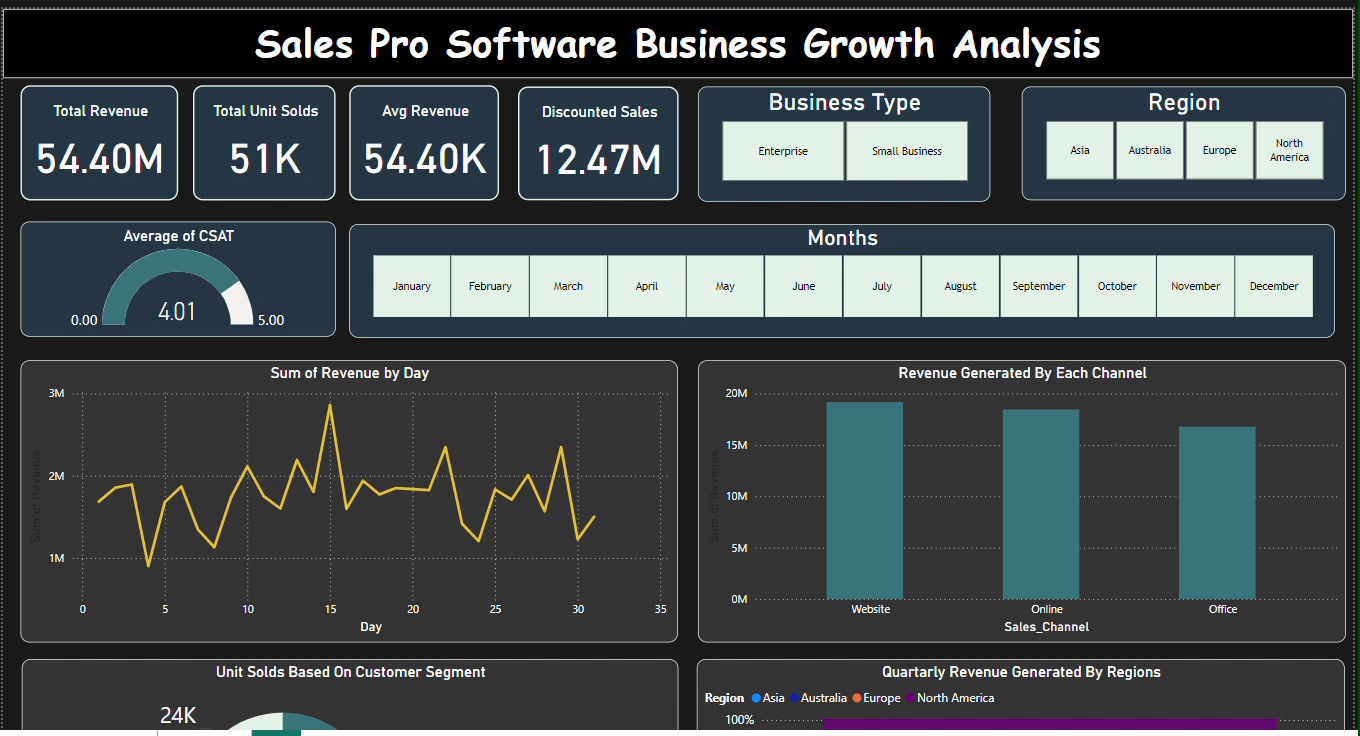 Sales Pro Software Business Growth Analysis
Total Revenue
54.40M
Total Unit Solds
51K
Avg Revenue
54.40K
Discounted Sales
12.47M
Business Type
Enterprise
Small Business
Region
Asia
Australia
Europe
North
America
Average of CSAT
4.01
0.00
5.00
Months
January
February
March
April
May
June
July
August
September
October
November
December
Sum of Revenue by Day
Sum of Revenue
3M
2M
1M
0
5
10
15
20
25
30
35
Day
Revenue Generated By Each Channel
Sum of Revenue
20M
15M
10M
5M
0M
Website
Online
Office
Sales_Channel
Unit Solds Based On Customer Segment
24K
Quartarly Revenue Generated By Regions
Region Asia Australia Europe North America
100%